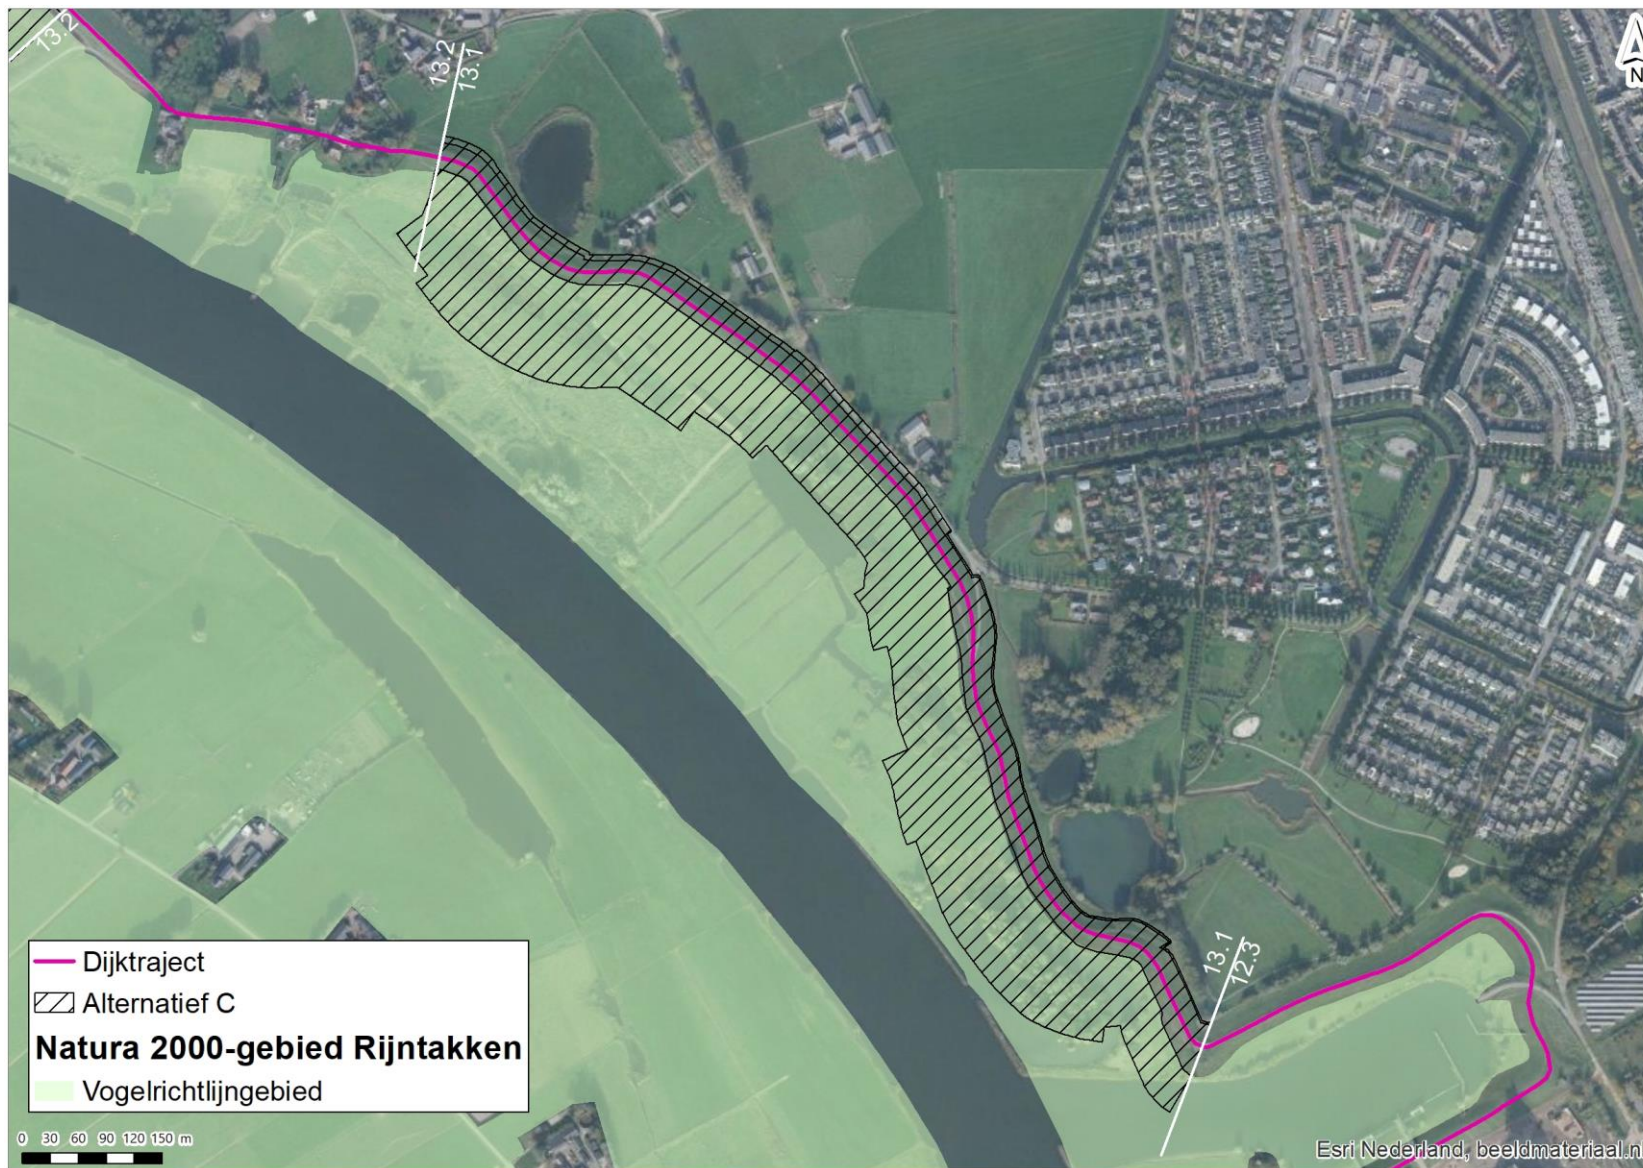 13.2
13.2
13.1
N
13.1
12.3
Dijktraject
Alternatief C
Natura 2000-gebied Rijntakken
Vogelrichtlijngebied
0 30 60 90 120 150 m
Esri Nederland, beeldmateriaal.n